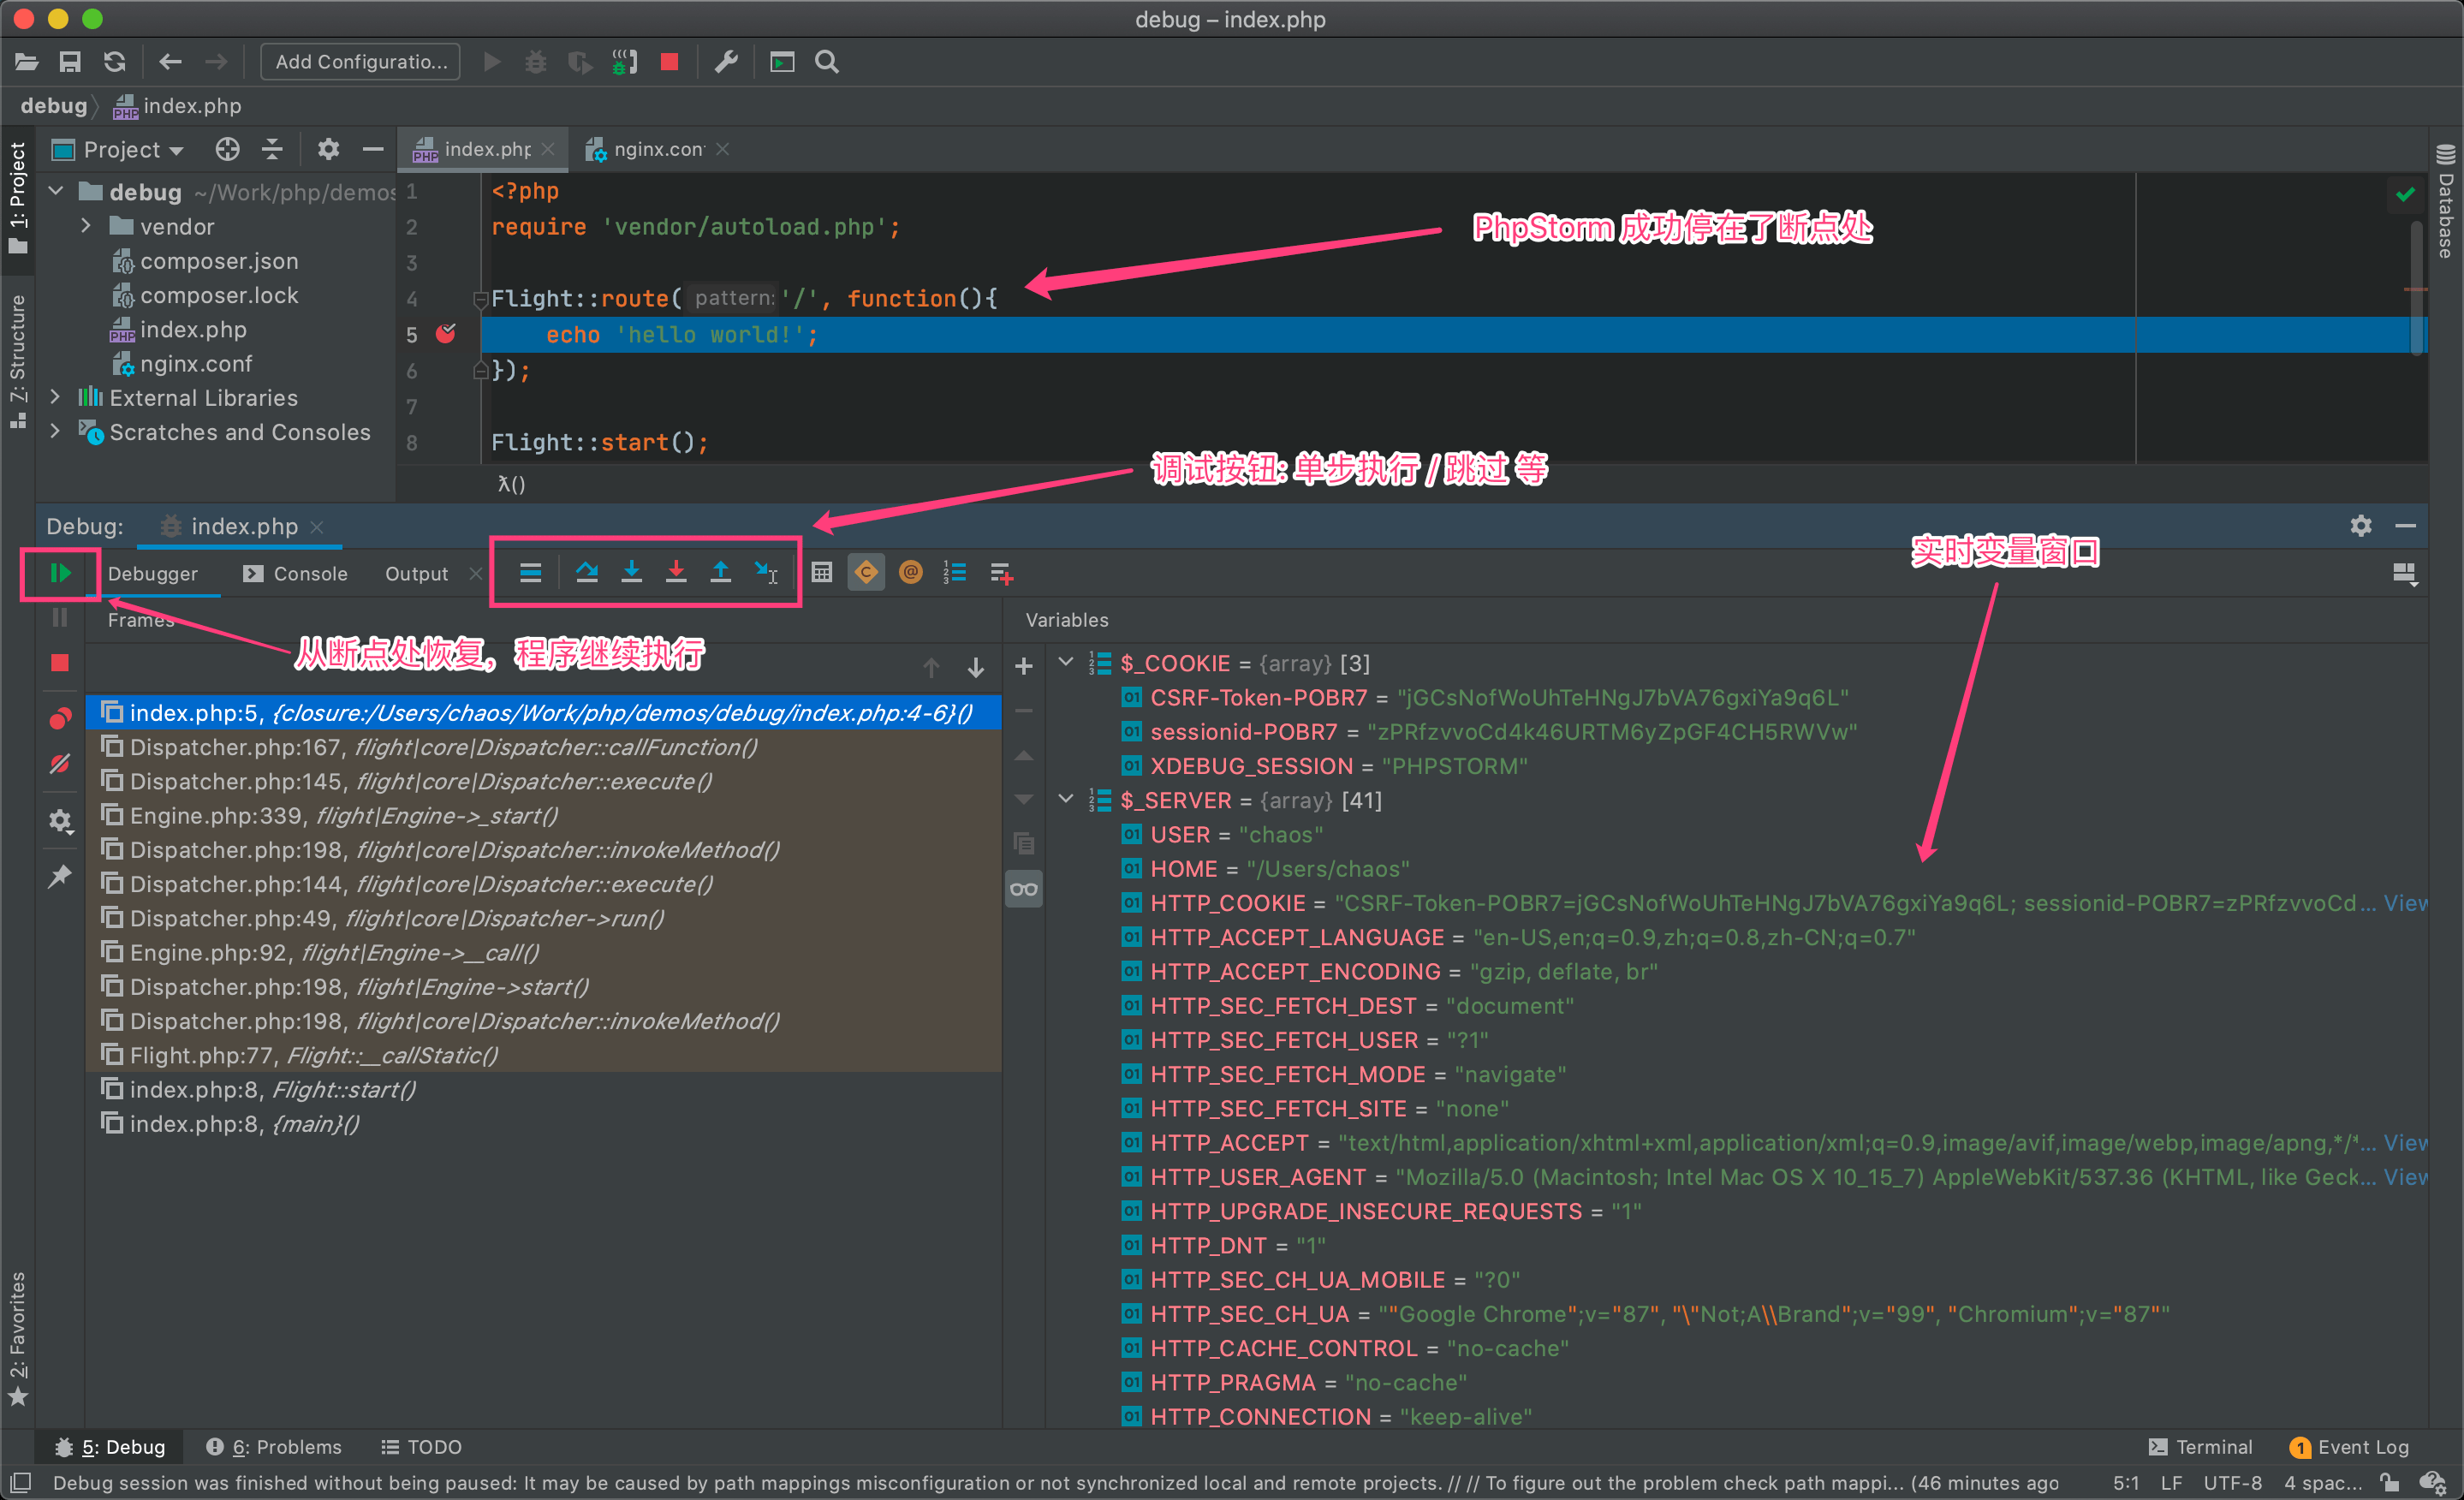 debug – index.php
Add Configuratio...
debug
index.php
1: Project
Project
index.php
nginx.con
debug ~/Work/php/demos
vendor
composer.json
composer.lock
index.php
nginx.conf
External Libraries
Scratches and Consoles
7: Structure
Database
1 <?php
2 require 'vendor/autoload.php';
3
4 Flight::route( pattern: '/', function(){
5 echo 'hello world!';
6 });
7
8 Flight::start();
PhpStorm 成功停在了断点处
调试按钮: 单步执行 / 跳过 等
λ()
Debug:
index.php
实时变量窗口
Debugger
Console
Output
Frames
Variables
从断点处恢复，程序继续执行
index.php:5, {closure:/Users/chaos/Work/php/demos/debug/index.php:4-6}()
Dispatcher.php:167, flight|core|Dispatcher::callFunction()
Dispatcher.php:145, flight|core|Dispatcher::execute()
Engine.php:339, flight|Engine->_start()
Dispatcher.php:198, flight|core|Dispatcher::invokeMethod()
Dispatcher.php:144, flight|core|Dispatcher::execute()
Dispatcher.php:49, flight|core|Dispatcher->run()
Engine.php:92, flight|Engine->__call()
Dispatcher.php:198, flight|Engine->start()
Dispatcher.php:198, flight|core|Dispatcher::invokeMethod()
Flight.php:77, Flight::__callStatic()
index.php:8, Flight::start()
index.php:8, {main}()
$_COOKIE = {array} [3]
CSRF-Token-POBR7 = "jGCsNofWoUhTeHNgJ7bVA76gxiYa9q6L"
sessionid-POBR7 = "zPRfzvvoCd4k46URTM6yZpGF4CH5RWVw"
XDEBUG_SESSION = "PHPSTORM"
$_SERVER = {array} [41]
USER = "chaos"
HOME = "/Users/chaos"
HTTP_COOKIE = "CSRF-Token-POBR7=jGCsNofWoUhTeHNgJ7bVA76gxiYa9q6L; sessionid-POBR7=zPRfzvvoCd... View
HTTP_ACCEPT_LANGUAGE = "en-US,en;q=0.9,zh;q=0.8,zh-CN;q=0.7"
HTTP_ACCEPT_ENCODING = "gzip, deflate, br"
HTTP_SEC_FETCH_DEST = "document"
HTTP_SEC_FETCH_USER = "?1"
HTTP_SEC_FETCH_MODE = "navigate"
HTTP_SEC_FETCH_SITE = "none"
HTTP_ACCEPT = "text/html,application/xhtml+xml,application/xml;q=0.9,image/avif,image/webp,image/apng,*/*... View
HTTP_USER_AGENT = "Mozilla/5.0 (Macintosh; Intel Mac OS X 10_15_7) AppleWebKit/537.36 (KHTML, like Geck... View
HTTP_UPGRADE_INSECURE_REQUESTS = "1"
HTTP_DNT = "1"
HTTP_SEC_CH_UA_MOBILE = "?0"
HTTP_SEC_CH_UA = ""Google Chrome";v="87", "\"Not;A\\Brand";v="99", "Chromium";v="87""
HTTP_CACHE_CONTROL = "no-cache"
HTTP_PRAGMA = "no-cache"
HTTP_CONNECTION = "keep-alive"
2: Favorites
5: Debug
6: Problems
TODO
Terminal
1 Event Log
Debug session was finished without being paused: It may be caused by path mappings misconfiguration or not synchronized local and remote projects. // // To figure out the problem check path mappi... (46 minutes ago
5:1
LF
UTF-8
4 spac...